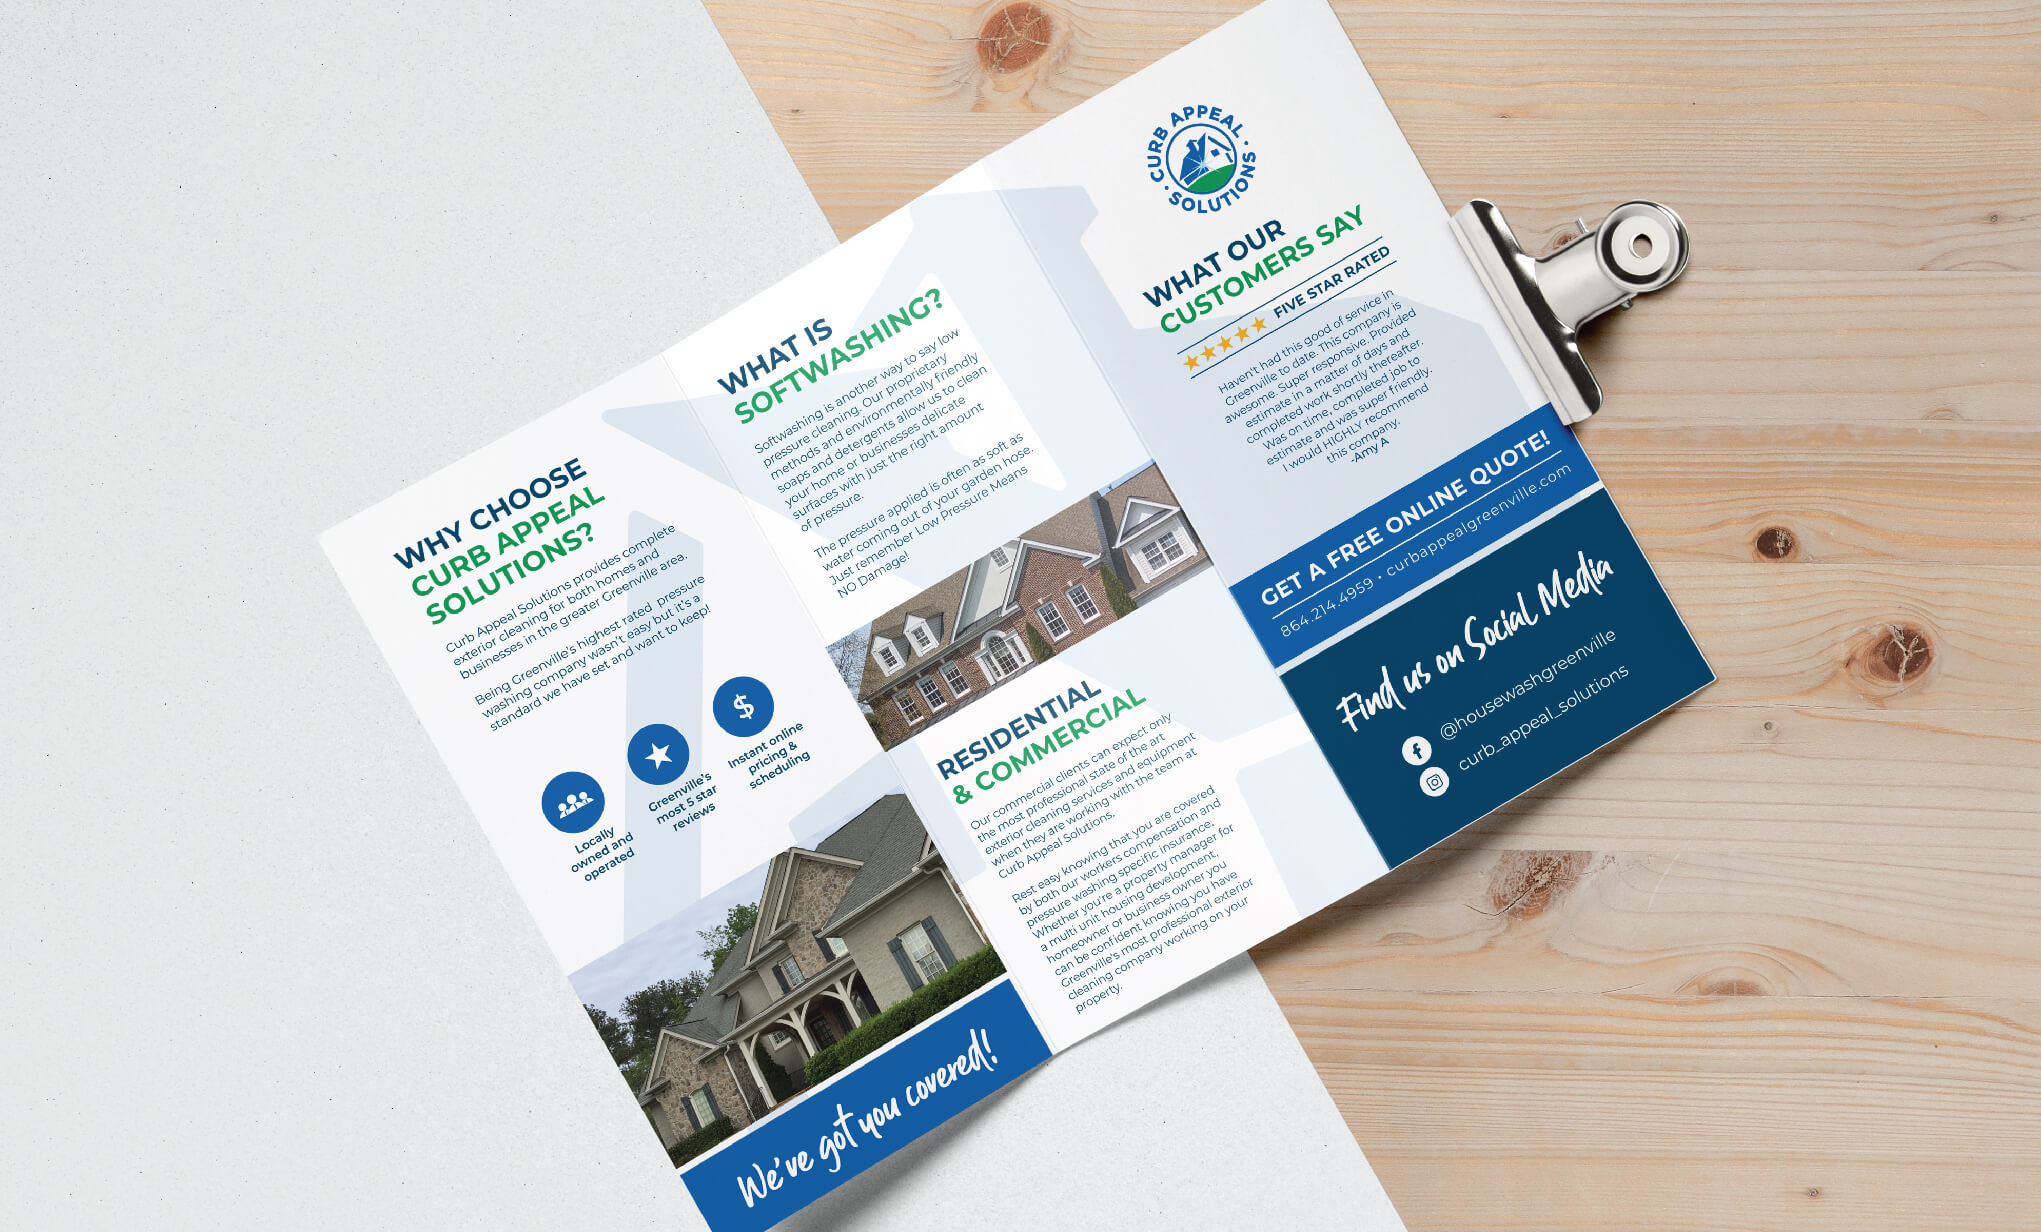 WHY CHOOSE
CURB APPEAL
SOLUTIONS?
Curb Appeal Solutions provides complete
exterior cleaning for both homes and
businesses in the greater Greenville area.
Being Greenville's highest rated pressure
washing company wasn't easy but it's a
standard we have set and want to keep!
Locally
owned and
operated
Greenville's
most 5 star
reviews
$
Instant online
pricing &
scheduling
We've got you covered!
WHAT IS
SOFTWASHING?
Softwashing is another way to say low
pressure cleaning. Our proprietary
methods and environmentally friendly
soaps and detergents allow us to clean
your home or businesses delicate
surfaces with just the right amount
of pressure.
The pressure applied is often as soft as
water coming out of your garden hose.
Just remember Low Pressure Means
NO Damage!
RESIDENTIAL
& COMMERCIAL
Our commercial clients can expect only
the most professional state of the art
exterior cleaning services and equipment
when they are working with the team at
Curb Appeal Solutions.
Rest easy knowing that you are covered
by both our workers compensation and
pressure washing specific insurance.
Whether you're a property manager for
a multi unit housing development,
homeowner or business owner you
can be confident knowing you have
Greenville's most professional exterior
cleaning company working on your
property.
CURB APPEAL
SOLUTIONS
WHAT OUR
CUSTOMERS SAY
FIVE STAR RATED
Haven't had this good of service in
Greenville to date. This company is
awesome. Super responsive. Provided
estimate in a matter of days and
completed work shortly thereafter.
Was on time, completed job to
estimate and was super friendly.
I would HIGHLY recommend
this company.
-Amy A
GET A FREE ONLINE QUOTE!
864.214.4959 • curbappealgreenville.com
Find us on Social Media
@housewashgreenville
curb_appeal_solutions